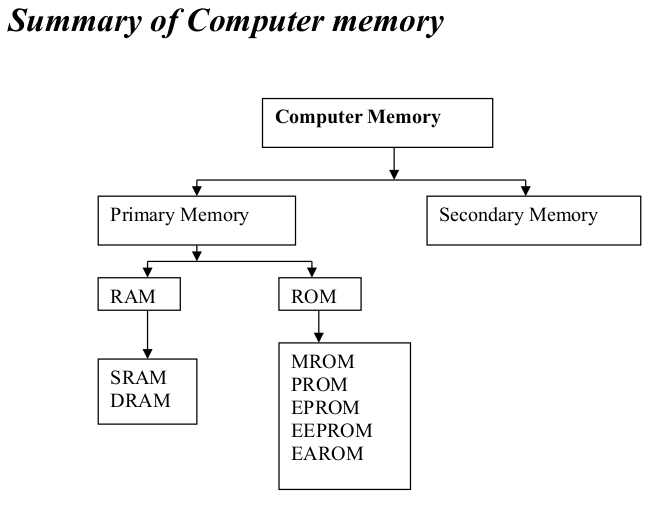 Summary of Computer memory
Computer Memory
Primary Memory
Secondary Memory
RAM
ROM
SRAM
DRAM
MROM
PROM
EPROM
EEPROM
EAROM